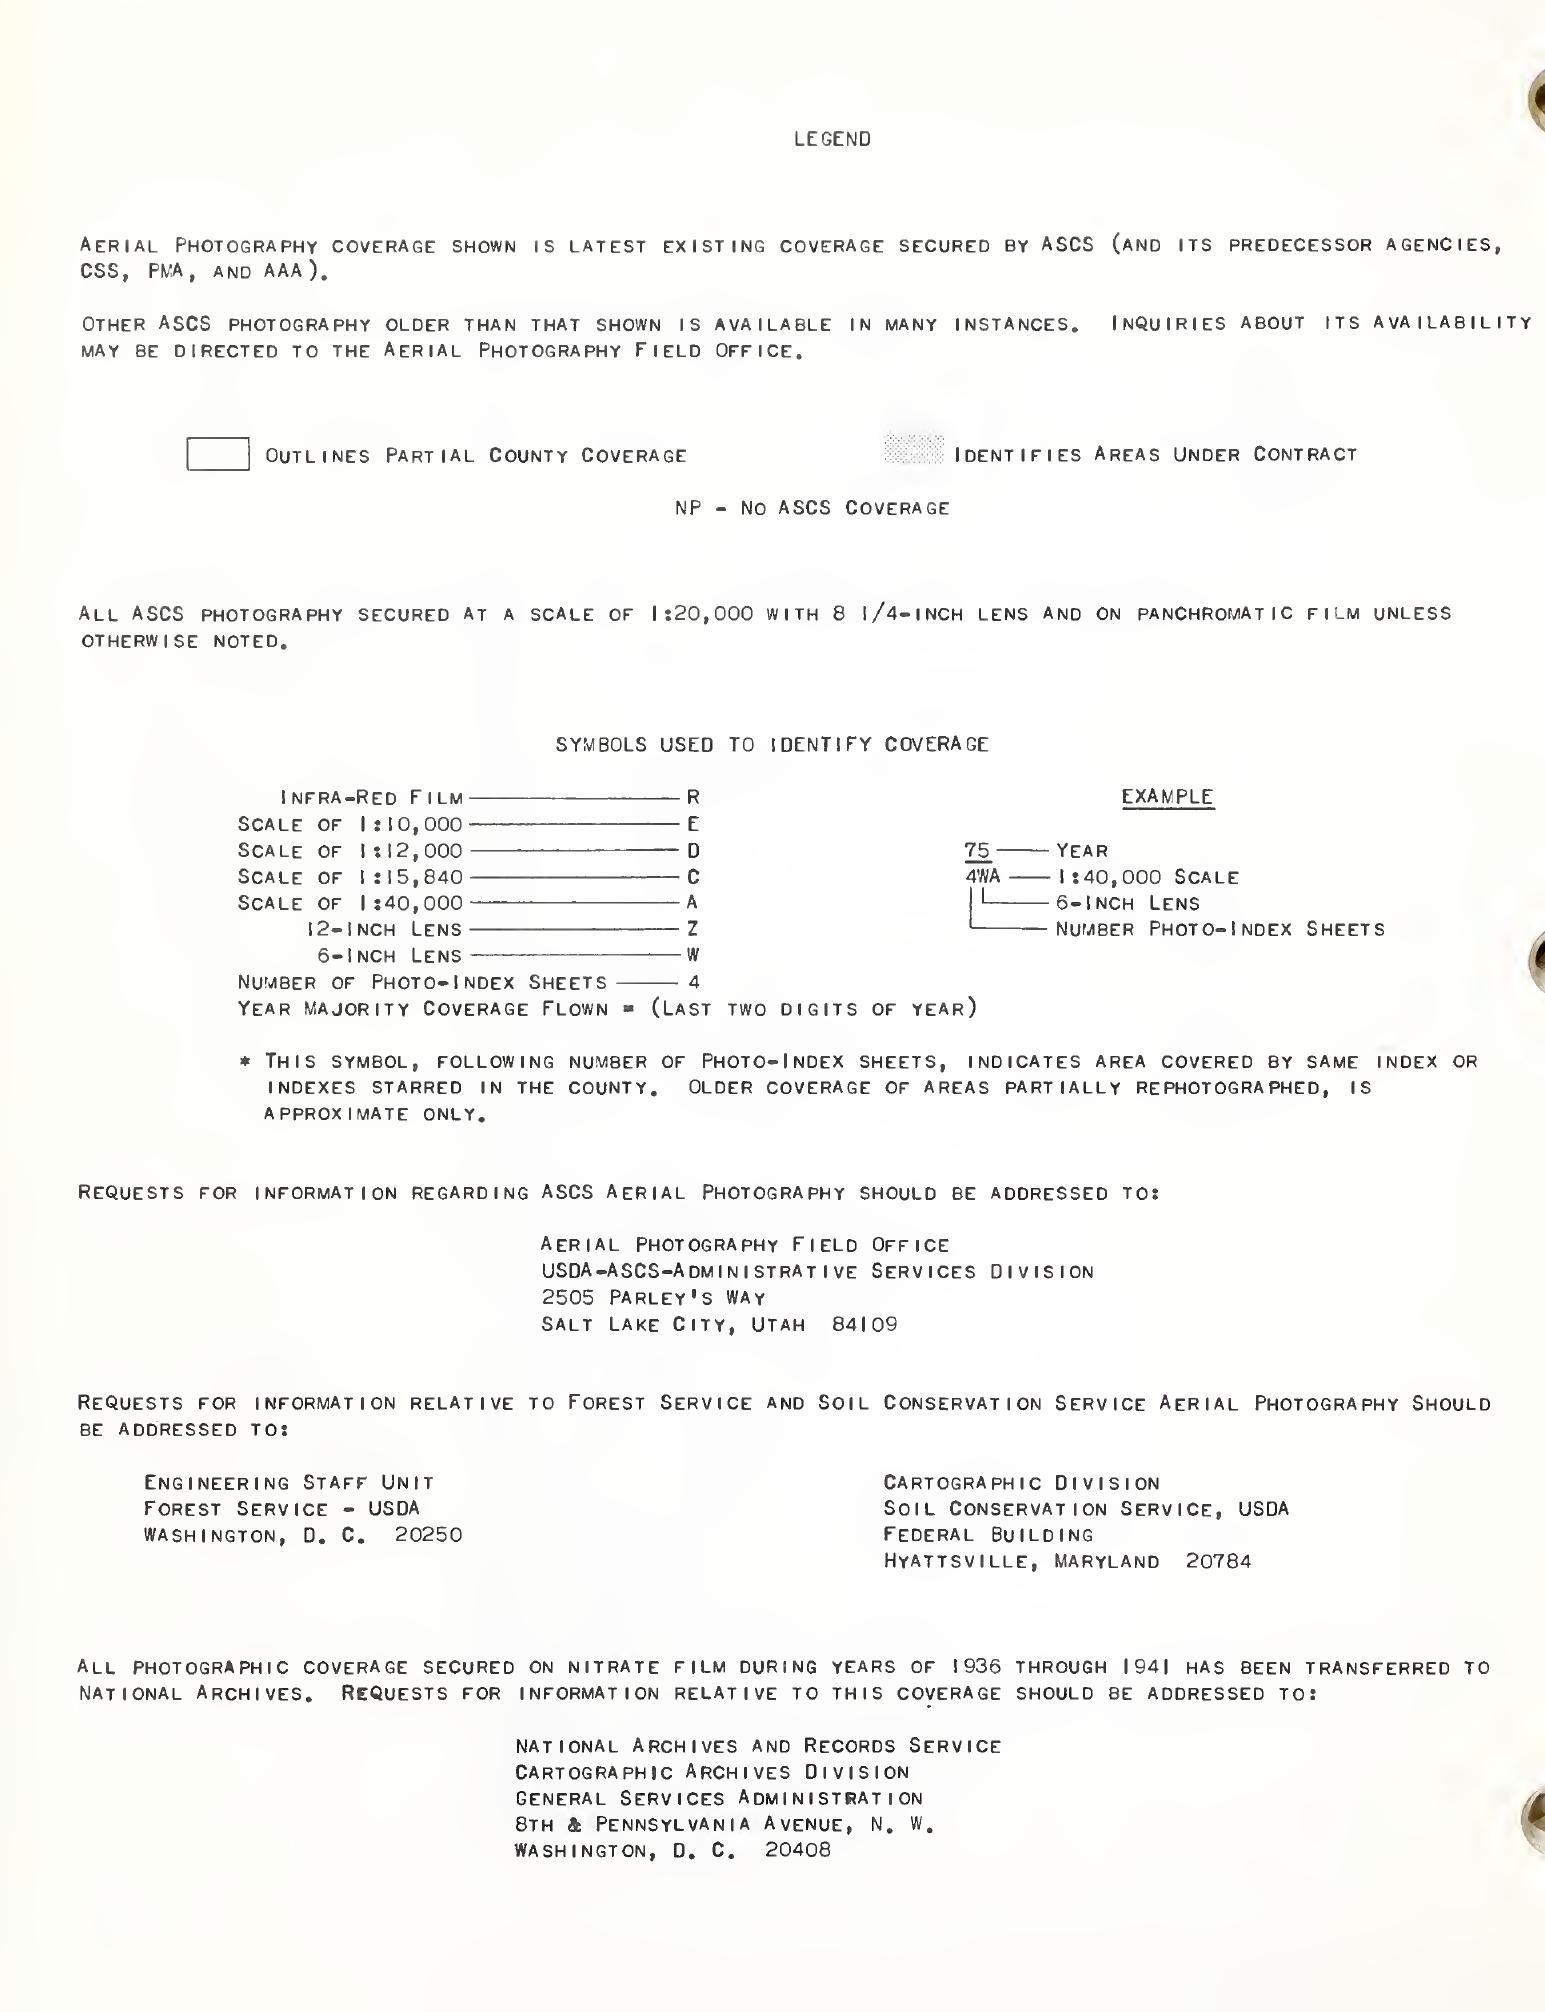 LEGEND
AERIAL PHOTOGRAPHY COVERAGE SHOWN IS LATEST EXISTING COVERAGE SECURED BY ASCS (AND ITS PREDECESSOR AGENCIES,
CSS, PMA, AND AAA).
OTHER ASCS PHOTOGRAPHY OLDER THAN THAT SHOWN IS AVAILABLE IN MANY INSTANCES. INQUIRIES ABOUT ITS AVAILABILITY
MAY BE DIRECTED TO THE AERIAL PHOTOGRAPHY FIELD OFFICE.
OUTLINES PARTIAL COUNTY COVERAGE
IDENTIFIES AREAS UNDER CONTRACT
NP - NO ASCS COVERAGE
ALL ASCS PHOTOGRAPHY SECURED AT A SCALE OF 1:20,000 WITH 8 1/4-INCH LENS AND ON PANCHROMATIC FILM UNLESS
OTHERWISE NOTED.
SYMBOLS USED TO IDENTIFY COVERAGE
INFRA-RED FILM R
SCALE OF 1:10,000 E
SCALE OF 1:12,000 D
SCALE OF 1:15,840 C
SCALE OF 1:40,000 A
12-INCH LENS Z
6-INCH LENS W
NUMBER OF PHOTO-INDEX SHEETS 4
YEAR MAJORITY COVERAGE FLOWN = (LAST TWO DIGITS OF YEAR)
EXAMPLE
75 YEAR
4WA 1:40,000 SCALE
6-INCH LENS
NUMBER PHOTO-INDEX SHEETS
* THIS SYMBOL, FOLLOWING NUMBER OF PHOTO-INDEX SHEETS, INDICATES AREA COVERED BY SAME INDEX OR
INDEXES STARRED IN THE COUNTY. OLDER COVERAGE OF AREAS PARTIALLY REPHOTOGRAPHED, IS
APPROXIMATE ONLY.
REQUESTS FOR INFORMATION REGARDING ASCS AERIAL PHOTOGRAPHY SHOULD BE ADDRESSED TO:
AERIAL PHOTOGRAPHY FIELD OFFICE
USDA-ASCS-ADMINISTRATIVE SERVICES DIVISION
2505 PARLEY'S WAY
SALT LAKE CITY, UTAH 84109
REQUESTS FOR INFORMATION RELATIVE TO FOREST SERVICE AND SOIL CONSERVATION SERVICE AERIAL PHOTOGRAPHY SHOULD
BE ADDRESSED TO:
ENGINEERING STAFF UNIT
FOREST SERVICE - USDA
WASHINGTON, D. C. 20250
CARTOGRAPHIC DIVISION
SOIL CONSERVATION SERVICE, USDA
FEDERAL BUILDING
HYATTSVILLE, MARYLAND 20784
ALL PHOTOGRAPHIC COVERAGE SECURED ON NITRATE FILM DURING YEARS OF 1936 THROUGH 1941 HAS BEEN TRANSFERRED TO
NATIONAL ARCHIVES. REQUESTS FOR INFORMATION RELATIVE TO THIS COVERAGE SHOULD BE ADDRESSED TO:
NATIONAL ARCHIVES AND RECORDS SERVICE
CARTOGRAPHIC ARCHIVES DIVISION
GENERAL SERVICES ADMINISTRATION
8TH & PENNSYLVANIA AVENUE, N. W.
WASHINGTON, D. C. 20408